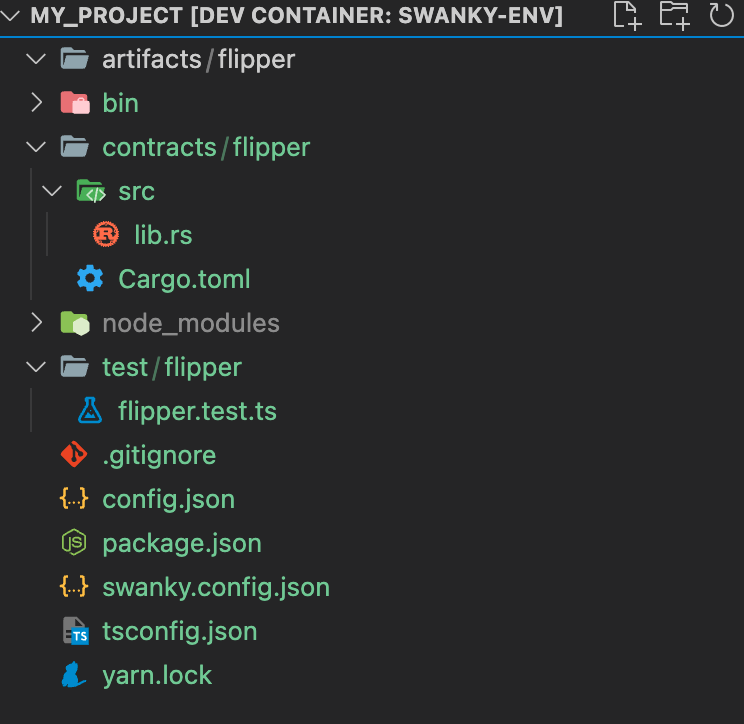 MY_PROJECT [DEV CONTAINER: SWANKY-ENV]
artifacts/flipper
bin
contracts/flipper
src
lib.rs
Cargo.toml
node_modules
test/flipper
flipper.test.ts
.gitignore
config.json
package.json
swanky.config.json
tsconfig.json
yarn.lock